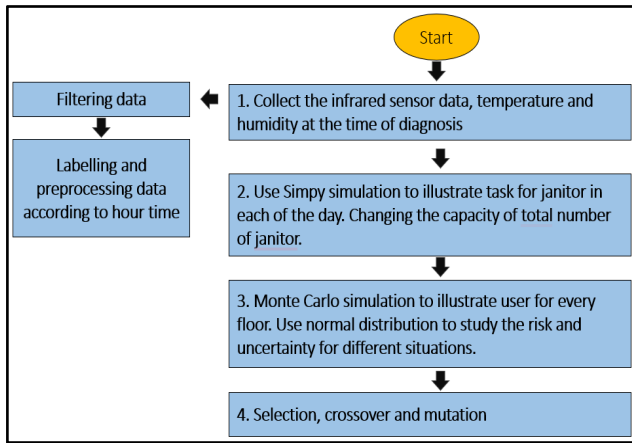 Start
Filtering data
1. Collect the infrared sensor data, temperature and
humidity at the time of diagnosis
Labelling and
preprocessing data
according to hour time
2. Use Simpy simulation to illustrate task for janitor in
each of the day. Changing the capacity of total number
of janitor.
3. Monte Carlo simulation to illustrate user for every
floor. Use normal distribution to study the risk and
uncertainty for different situations.
4. Selection, crossover and mutation